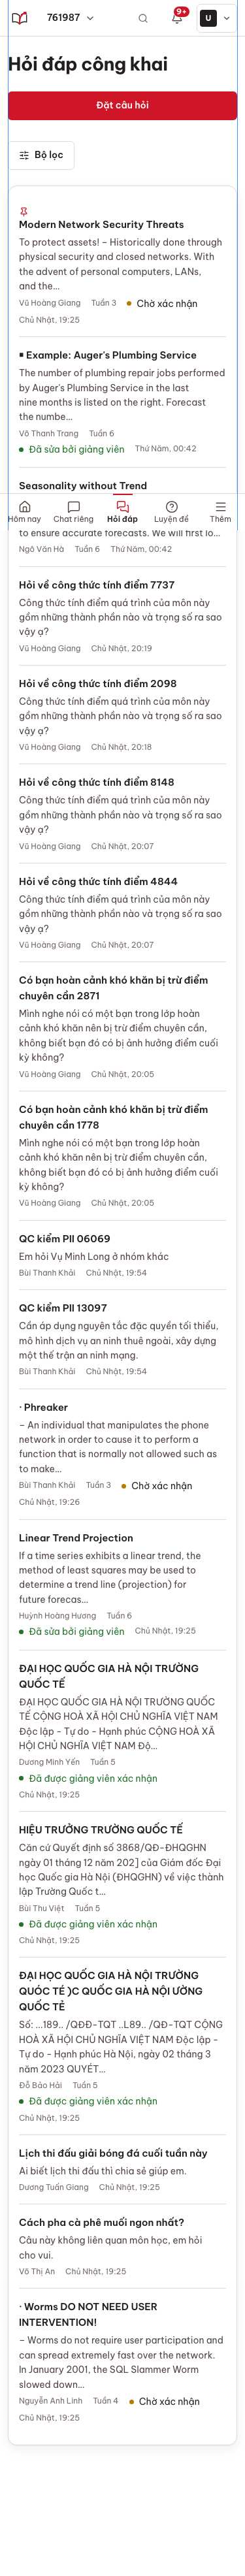 761987
9+
U
Hỏi đáp công khai
Đặt câu hỏi
Bộ lọc
Modern Network Security Threats
To protect assets! – Historically done through
physical security and closed networks. With
the advent of personal computers, LANs,
and the…
Vũ Hoàng Giang Tuần 3 Chờ xác nhận
Chủ Nhật, 19:25
▪ Example: Auger's Plumbing Service
The number of plumbing repair jobs performed
by Auger's Plumbing Service in the last
nine months is listed on the right. Forecast
the numbe…
Võ Thanh Trang Tuần 6
Đã sửa bởi giảng viên Thứ Năm, 00:42
Seasonality without Trend
Hôm nay Chat riêng Hỏi đáp Luyện đề Thêm
to ensure accurate forecasts. We will first lo…
Ngô Văn Hà Tuần 6 Thứ Năm, 00:42
Hỏi về công thức tính điểm 7737
Công thức tính điểm quá trình của môn này
gồm những thành phần nào và trọng số ra sao
vậy ạ?
Vũ Hoàng Giang Chủ Nhật, 20:19
Hỏi về công thức tính điểm 2098
Công thức tính điểm quá trình của môn này
gồm những thành phần nào và trọng số ra sao
vậy ạ?
Vũ Hoàng Giang Chủ Nhật, 20:18
Hỏi về công thức tính điểm 8148
Công thức tính điểm quá trình của môn này
gồm những thành phần nào và trọng số ra sao
vậy ạ?
Vũ Hoàng Giang Chủ Nhật, 20:07
Hỏi về công thức tính điểm 4844
Công thức tính điểm quá trình của môn này
gồm những thành phần nào và trọng số ra sao
vậy ạ?
Vũ Hoàng Giang Chủ Nhật, 20:07
Có bạn hoàn cảnh khó khăn bị trừ điểm
chuyên cần 2871
Mình nghe nói có một bạn trong lớp hoàn
cảnh khó khăn nên bị trừ điểm chuyên cần,
không biết bạn đó có bị ảnh hưởng điểm cuối
kỳ không?
Vũ Hoàng Giang Chủ Nhật, 20:05
Có bạn hoàn cảnh khó khăn bị trừ điểm
chuyên cần 1778
Mình nghe nói có một bạn trong lớp hoàn
cảnh khó khăn nên bị trừ điểm chuyên cần,
không biết bạn đó có bị ảnh hưởng điểm cuối
kỳ không?
Vũ Hoàng Giang Chủ Nhật, 20:05
QC kiểm PII 06069
Em hỏi Vụ Minh Long ở nhóm khác
Bùi Thanh Khải Chủ Nhật, 19:54
QC kiểm PII 13097
Cần áp dụng nguyên tắc đặc quyền tối thiểu,
mô hình dịch vụ an ninh thuê ngoài, xây dựng
một thế trận an ninh mạng.
Bùi Thanh Khải Chủ Nhật, 19:54
· Phreaker
– An individual that manipulates the phone
network in order to cause it to perform a
function that is normally not allowed such as
to make…
Bùi Thanh Khải Tuần 3 Chờ xác nhận
Chủ Nhật, 19:26
Linear Trend Projection
If a time series exhibits a linear trend, the
method of least squares may be used to
determine a trend line (projection) for
future forecas…
Huỳnh Hoàng Hương Tuần 6
Đã sửa bởi giảng viên Chủ Nhật, 19:25
ĐẠI HỌC QUỐC GIA HÀ NỘI TRƯỜNG
QUỐC TẾ
ĐẠI HỌC QUỐC GIA HÀ NỘI TRƯỜNG QUỐC
TẾ CỘNG HOÀ XÃ HỘI CHỦ NGHĨA VIỆT NAM
Độc lập - Tự do - Hạnh phúc CỘNG HOÀ XÃ
HỘI CHỦ NGHĨA VIỆT NAM Độ…
Dương Minh Yến Tuần 5
Đã được giảng viên xác nhận
Chủ Nhật, 19:25
HIỆU TRƯỞNG TRƯỜNG QUỐC TẾ
Căn cứ Quyết định số 3868/QĐ-ĐHQGHN
ngày 01 tháng 12 năm 202] của Giám đốc Đại
học Quốc gia Hà Nội (ĐHQGHN) về việc thành
lập Trường Quốc t…
Bùi Thu Việt Tuần 5
Đã được giảng viên xác nhận
Chủ Nhật, 19:25
ĐẠI HỌC QUỐC GIA HÀ NỘI TRƯỜNG
QUÓC TÉ )C QUỐC GIA HÀ NỘI ƯỜNG
QUỐC TẺ
Số: ...189.. /QĐĐ-TQT ..L89.. /QĐ-TQT CỘNG
HOÀ XÃ HỘI CHỦ NGHĨA VIỆT NAM Độc lập -
Tự do - Hạnh phúc Hà Nội, ngày 02 tháng 3
năm 2023 QUYẾT…
Đỗ Bảo Hải Tuần 5
Đã được giảng viên xác nhận
Chủ Nhật, 19:25
Lịch thi đấu giải bóng đá cuối tuần này
Ai biết lịch thi đấu thì chia sẻ giúp em.
Dương Tuấn Giang Chủ Nhật, 19:25
Cách pha cà phê muối ngon nhất?
Câu này không liên quan môn học, em hỏi
cho vui.
Võ Thị An Chủ Nhật, 19:25
· Worms DO NOT NEED USER
INTERVENTION!
– Worms do not require user participation and
can spread extremely fast over the network.
In January 2001, the SQL Slammer Worm
slowed down…
Nguyễn Anh Linh Tuần 4 Chờ xác nhận
Chủ Nhật, 19:25